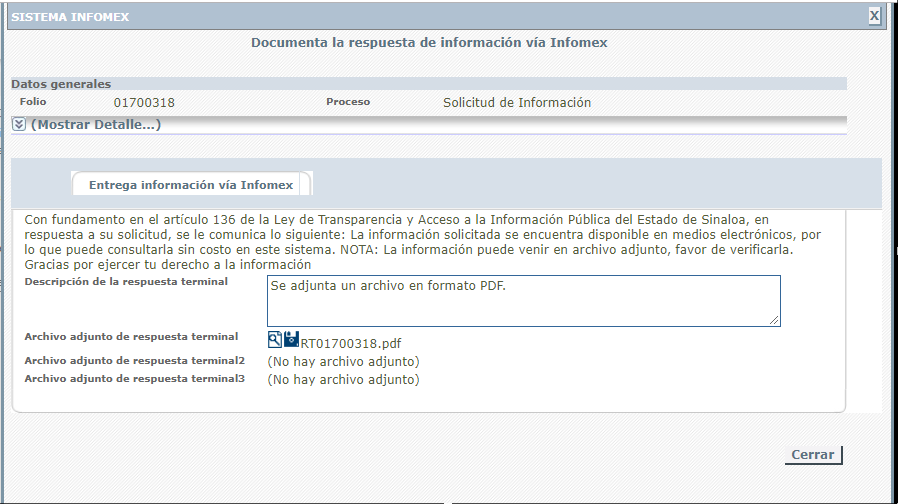 SISTEMA INFOMEX
X
Documenta la respuesta de información vía Infomex
Datos generales
Folio 01700318 Proceso Solicitud de Información
(Mostrar Detalle...)
Entrega información vía Infomex
Con fundamento en el artículo 136 de la Ley de Transparencia y Acceso a la Información Pública del Estado de Sinaloa, en
respuesta a su solicitud, se le comunica lo siguiente: La información solicitada se encuentra disponible en medios electrónicos, por
lo que puede consultarla sin costo en este sistema. NOTA: La información puede venir en archivo adjunto, favor de verificarla.
Gracias por ejercer tu derecho a la información
Descripción de la respuesta terminal Se adjunta un archivo en formato PDF.
Archivo adjunto de respuesta terminal RT01700318.pdf
Archivo adjunto de respuesta terminal2 (No hay archivo adjunto)
Archivo adjunto de respuesta terminal3 (No hay archivo adjunto)
Cerrar